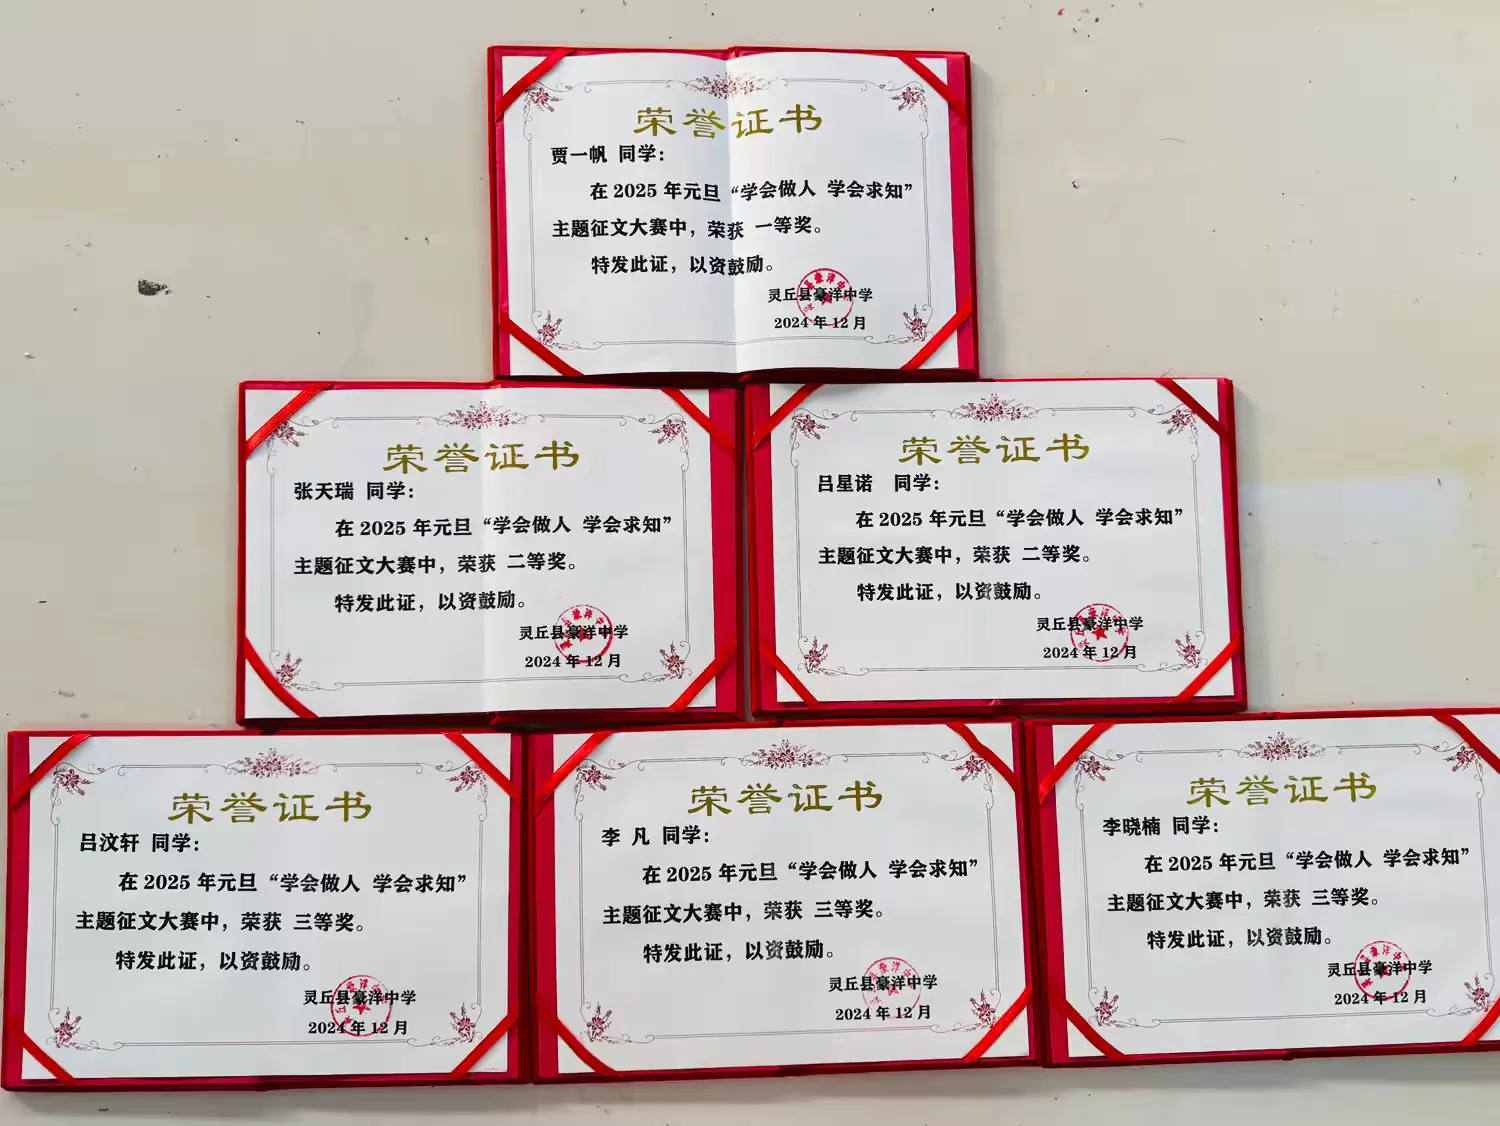 荣誉证书
贾一帆 同学：
在 2025 年元旦“学会做人 学会求知”
主题征文大赛中，荣获 一等奖。
特发此证，以资鼓励。
灵丘县豪洋中学
2024 年 12 月
荣誉证书
张天瑞 同学：
在 2025 年元旦“学会做人 学会求知”
主题征文大赛中，荣获 二等奖。
特发此证，以资鼓励。
灵丘县豪洋中学
2024 年 12 月
荣誉证书
吕星诺 同学：
在 2025 年元旦“学会做人 学会求知”
主题征文大赛中，荣获 二等奖。
特发此证，以资鼓励。
灵丘县豪洋中学
2024 年 12 月
荣誉证书
吕汶轩 同学：
在 2025 年元旦“学会做人 学会求知”
主题征文大赛中，荣获 三等奖。
特发此证，以资鼓励。
灵丘县豪洋中学
2024 年 12 月
荣誉证书
李 凡 同学：
在 2025 年元旦“学会做人 学会求知”
主题征文大赛中，荣获 三等奖。
特发此证，以资鼓励。
灵丘县豪洋中学
2024 年 12 月
荣誉证书
李晓楠 同学：
在 2025 年元旦“学会做人 学会求知”
主题征文大赛中，荣获 三等奖。
特发此证，以资鼓励。
灵丘县豪洋中学
2024 年 12 月